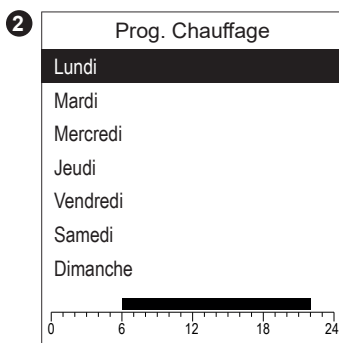 2
Prog. Chauffage
Lundi
Mardi
Mercredi
Jeudi
Vendredi
Samedi
Dimanche
0 6 12 18 24